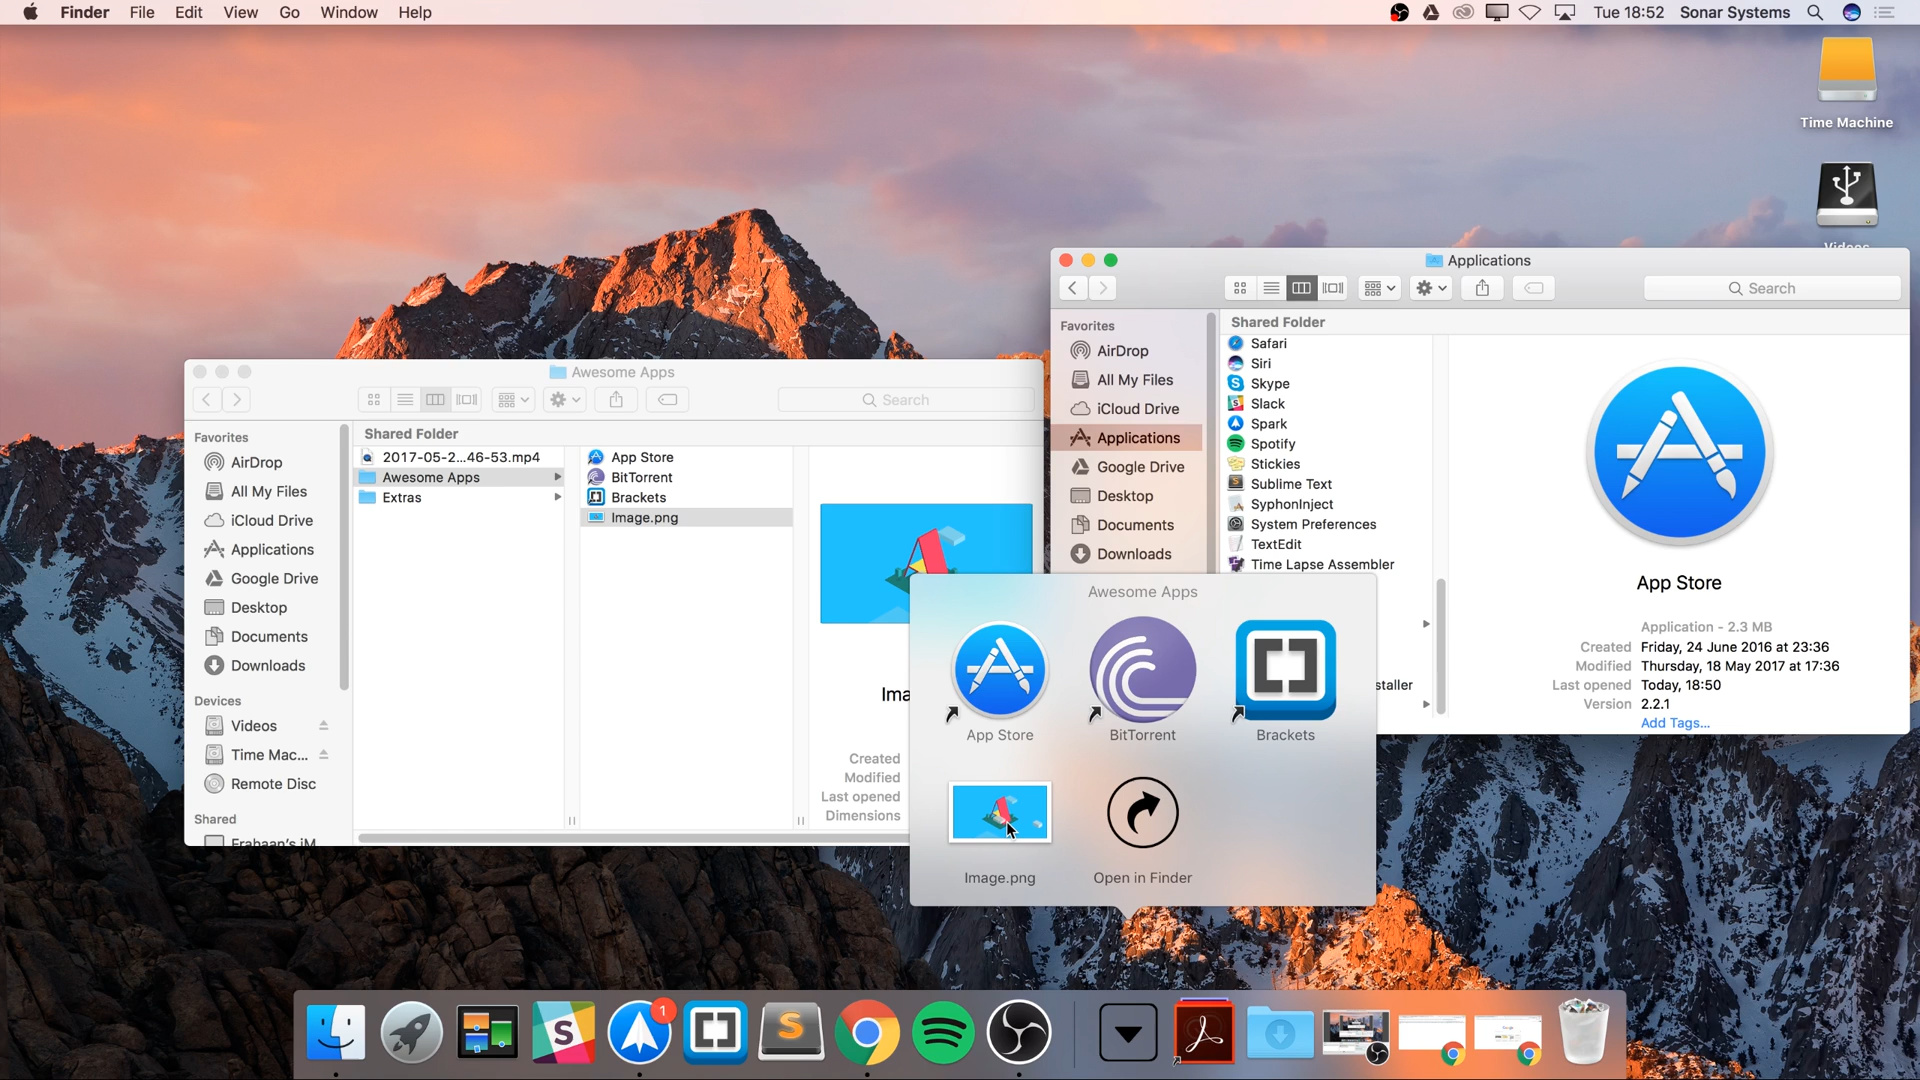 Finder File Edit View Go Window Help
Tue 18:52 Sonar Systems
Time Machine
Videos
Applications
Search
Favorites
AirDrop
All My Files
iCloud Drive
Applications
Google Drive
Desktop
Documents
Downloads
Shared Folder
Safari
Siri
Skype
Slack
Spark
Spotify
Stickies
Sublime Text
SyphonInject
System Preferences
TextEdit
Time Lapse Assembler
staller
App Store
Application - 2.3 MB
Created Friday, 24 June 2016 at 23:36
Modified Thursday, 18 May 2017 at 17:36
Last opened Today, 18:50
Version 2.2.1
Add Tags...
Awesome Apps
Search
Favorites
AirDrop
All My Files
iCloud Drive
Applications
Google Drive
Desktop
Documents
Downloads
Devices
Videos
Time Mac...
Remote Disc
Shared
Frahaan's iM
Shared Folder
2017-05-2...46-53.mp4
Awesome Apps
Extras
App Store
BitTorrent
Brackets
Image.png
Ima
Created
Modified
Last opened
Dimensions
Awesome Apps
App Store
BitTorrent
Brackets
Image.png
Open in Finder
1